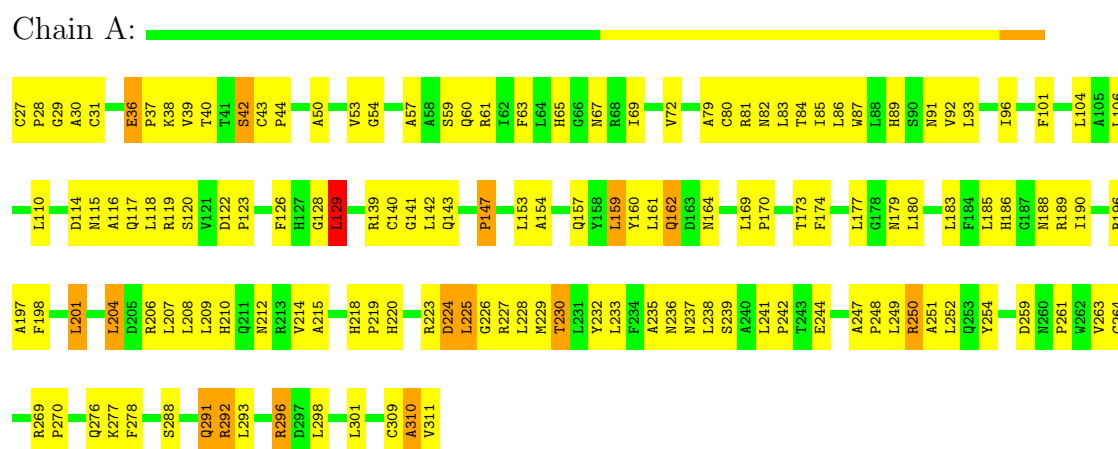 Chain A:
C27 P28 G29 A30 C31 E36 P37 K38 V39 T40 T41 S42 C43 P44 A50 V53 G54 A57 A58 S59 Q60 R61 I62 F63 L64 H65 G66 N67 R68 I69 V72 A79 C80 R81 N82 L83 T84 I85 L86 W87 L88 H89 S90 N91 V92 L93 I96 F101 L104 A105 L106
L110 D114 N115 A116 Q117 L118 R119 S120 V121 D122 P123 F126 H127 G128 L129 R139 C140 G141 L142 Q143 P147 L153 A154 Q157 Y158 L159 Y160 L161 Q162 D163 N164 L169 P170 T173 F174 L177 G178 N179 L180 L183 F184 L185 H186 G187 N188 R189 I190 R196
A197 F198 L201 L204 D205 R206 L207 L208 L209 H210 Q211 N212 R213 V214 A215 H218 P219 H220 R223 D224 L225 G226 R227 L228 M229 T230 L231 Y232 L233 F234 A235 N236 N237 L238 S239 A240 L241 P242 T243 E244 A247 P248 L249 R250 A251 L252 Q253 Y254 D259 N260 P261 W262 V263 C264
R269 P270 Q276 K277 F278 S288 Q291 R292 L293 R296 D297 L298 L301 C309 A310 V311